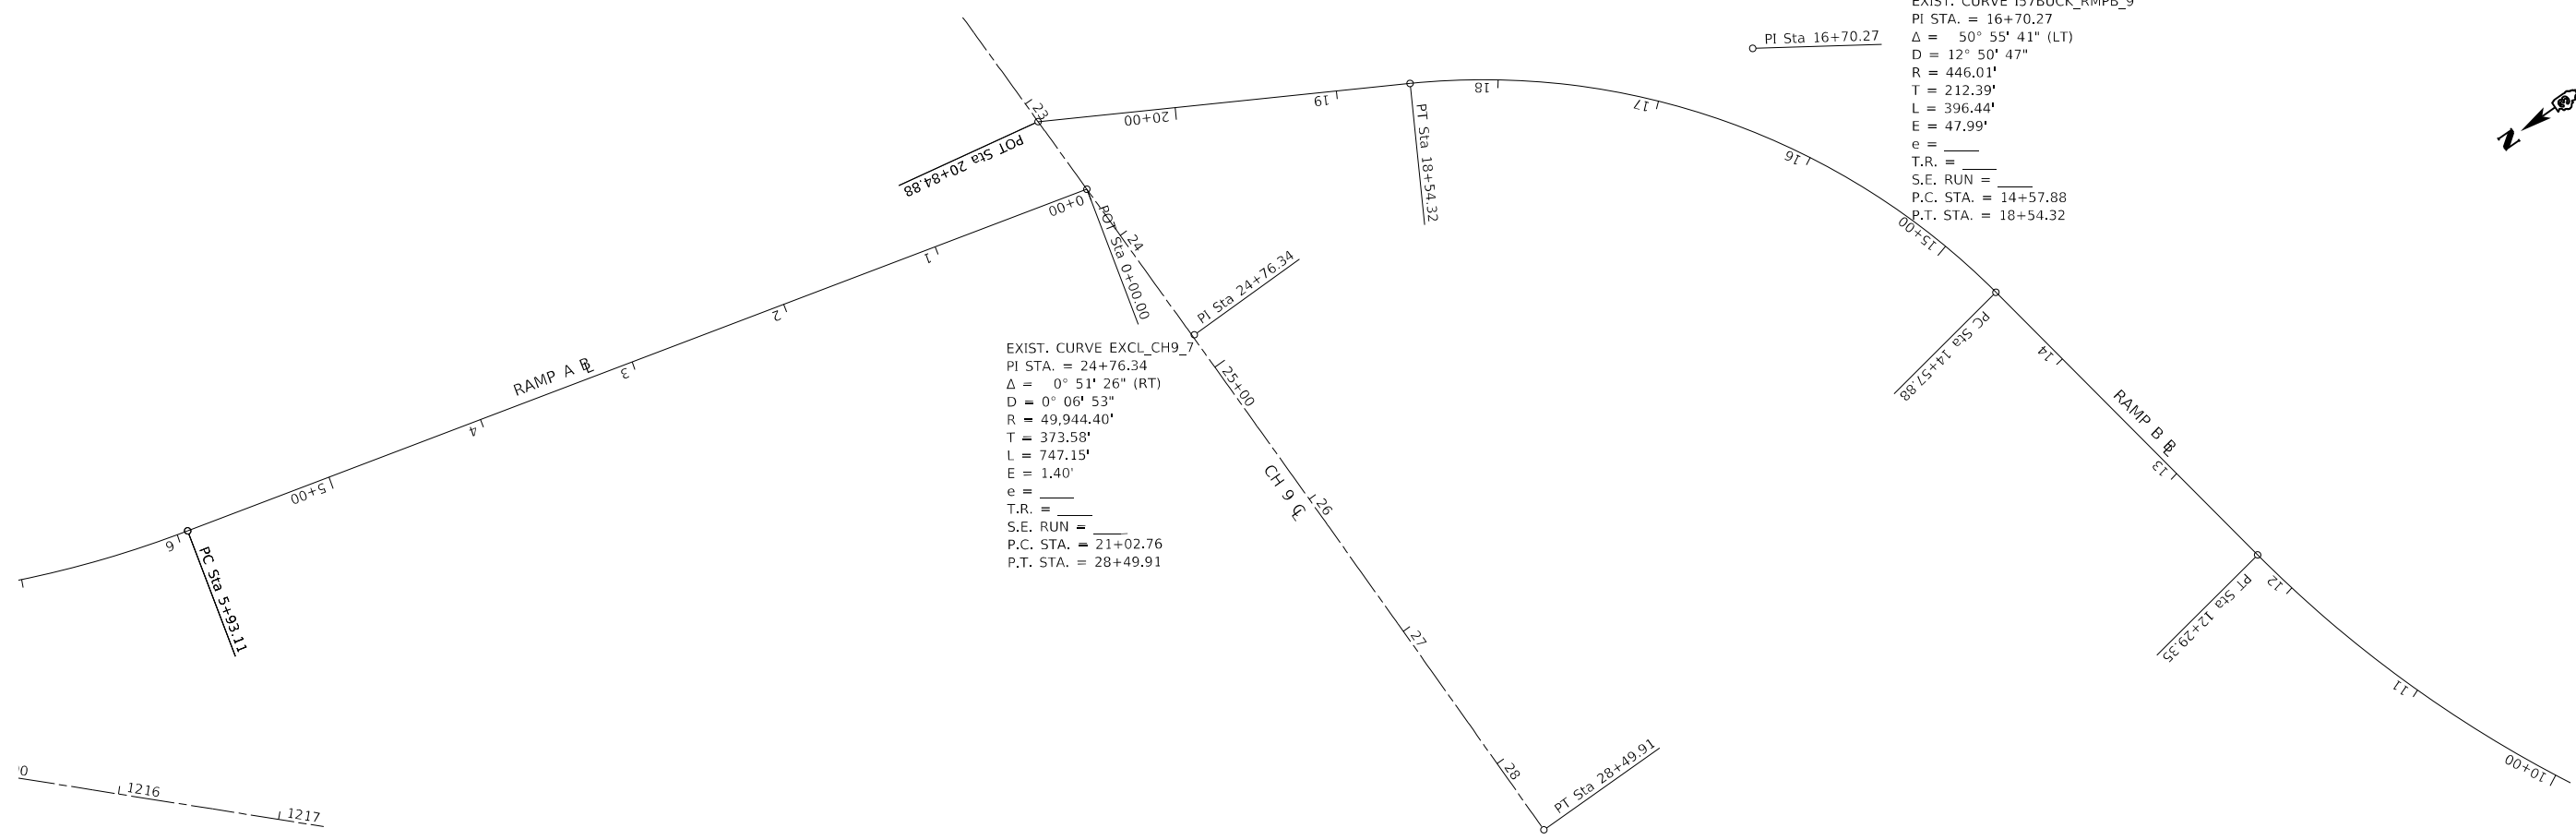 EXIST. CURVE I57BUCK_RMPB_9
PI STA. = 16+70.27
Δ = 50° 55' 41" (LT)
D = 12° 50' 47"
R = 446.01'
T = 212.39'
L = 396.44'
E = 47.99'
e = ____
T.R. = ____
S.E. RUN = ____
P.C. STA. = 14+57.88
P.T. STA. = 18+54.32
PI Sta 16+70.27
N
23
POT Sta 20+84.88
20+00
19
PT Sta 18+54.32
18
17
16
15+00
PC Sta 14+57.88
14
RAMP B BL
13
PT Sta 12+29.35
12
11
10+00
0+00
POT Sta 0+00.00
24
PI Sta 24+76.34
1
2
3
RAMP A BL
4
5+00
6
PC Sta 5+93.11
EXIST. CURVE EXCL_CH9_7
PI STA. = 24+76.34
Δ = 0° 51' 26" (RT)
D = 0° 06' 53"
R = 49,944.40'
T = 373.58'
L = 747.15'
E = 1.40'
e = ____
T.R. = ____
S.E. RUN = ____
P.C. STA. = 21+02.76
P.T. STA. = 28+49.91
25+00
CH 9 CL
26
27
28
PT Sta 28+49.91
1216
1217